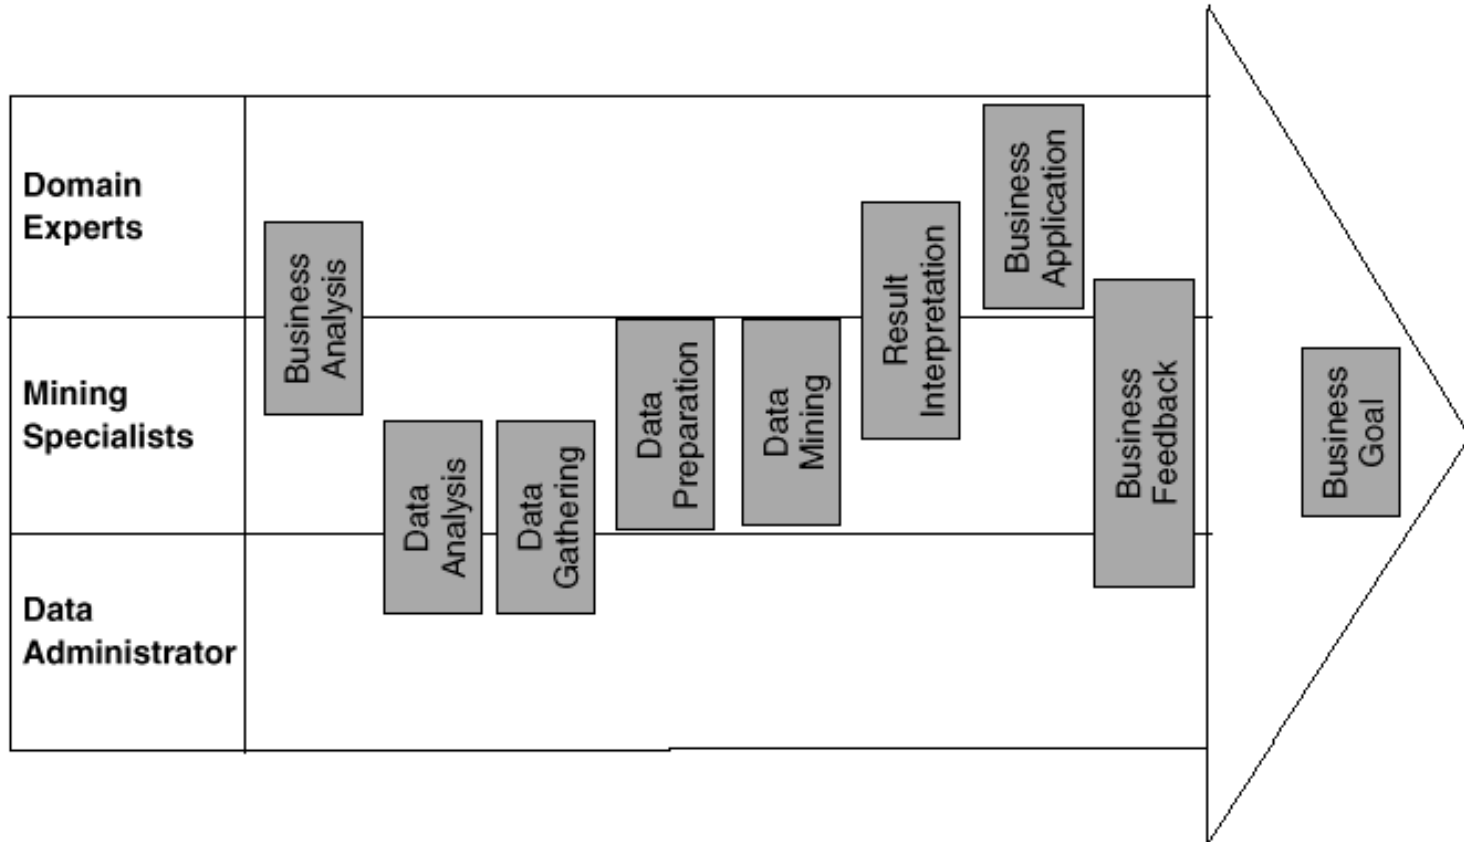 Domain
Experts
Mining
Specialists
Data
Administrator
Business
Analysis
Data
Analysis
Data
Gathering
Data
Preparation
Data
Mining
Result
Interpretation
Business
Application
Business
Feedback
Business
Goal